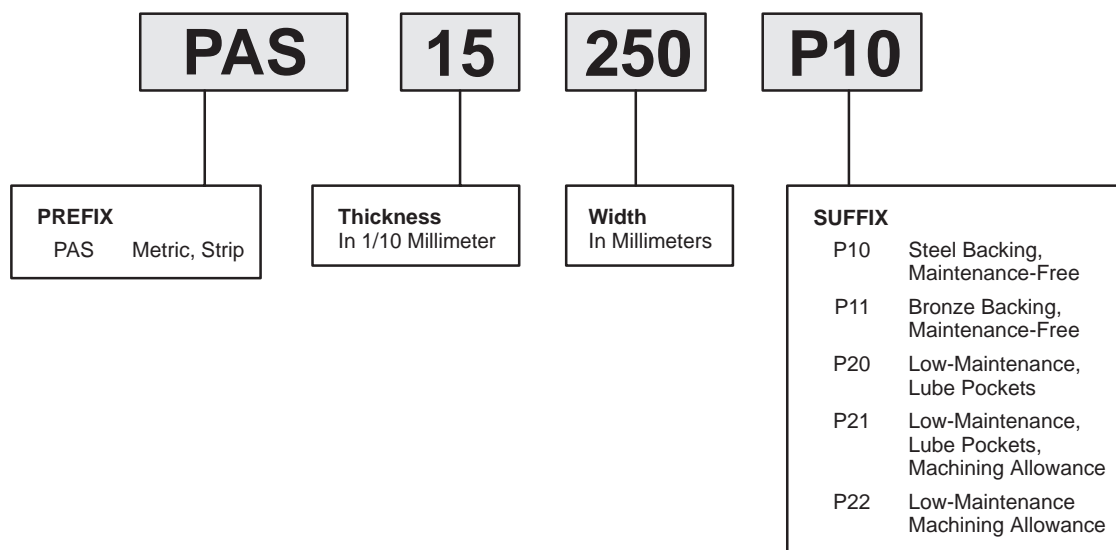 PAS 15 250 P10
PREFIX
PAS Metric, Strip
Thickness
In 1/10 Millimeter
Width
In Millimeters
SUFFIX
P10 Steel Backing,
Maintenance-Free
P11 Bronze Backing,
Maintenance-Free
P20 Low-Maintenance,
Lube Pockets
P21 Low-Maintenance,
Lube Pockets,
Machining Allowance
P22 Low-Maintenance
Machining Allowance